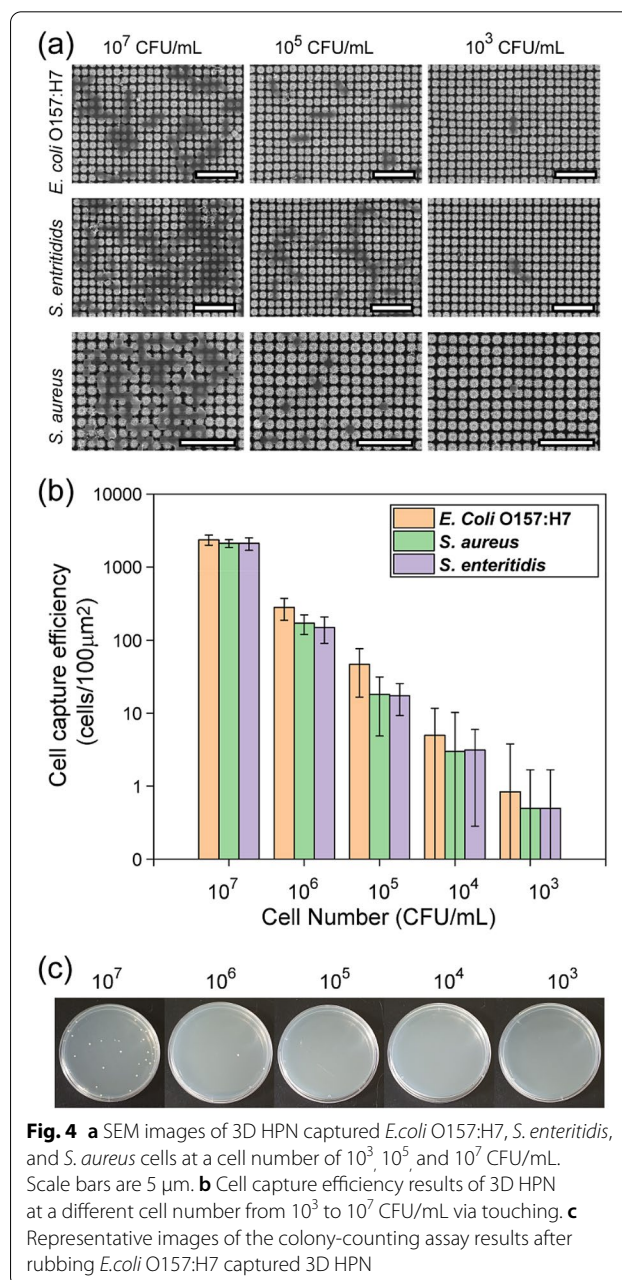 (a)
10⁷ CFU/mL 10⁵ CFU/mL 10³ CFU/mL
E. coli O157:H7
S. entritidids
S. aureus
(b)
Cell capture efficiency
(cells/100μm²)
10000
1000
100
10
1
0
E. Coli O157:H7
S. aureus
S. enteritidis
10⁷ 10⁶ 10⁵ 10⁴ 10³
Cell Number (CFU/mL)
(c)
10⁷ 10⁶ 10⁵ 10⁴ 10³
Fig. 4 a SEM images of 3D HPN captured E.coli O157:H7, S. enteritidis,
and S. aureus cells at a cell number of 10³, 10⁵, and 10⁷ CFU/mL.
Scale bars are 5 μm. b Cell capture efficiency results of 3D HPN
at a different cell number from 10³ to 10⁷ CFU/mL via touching. c
Representative images of the colony-counting assay results after
rubbing E.coli O157:H7 captured 3D HPN